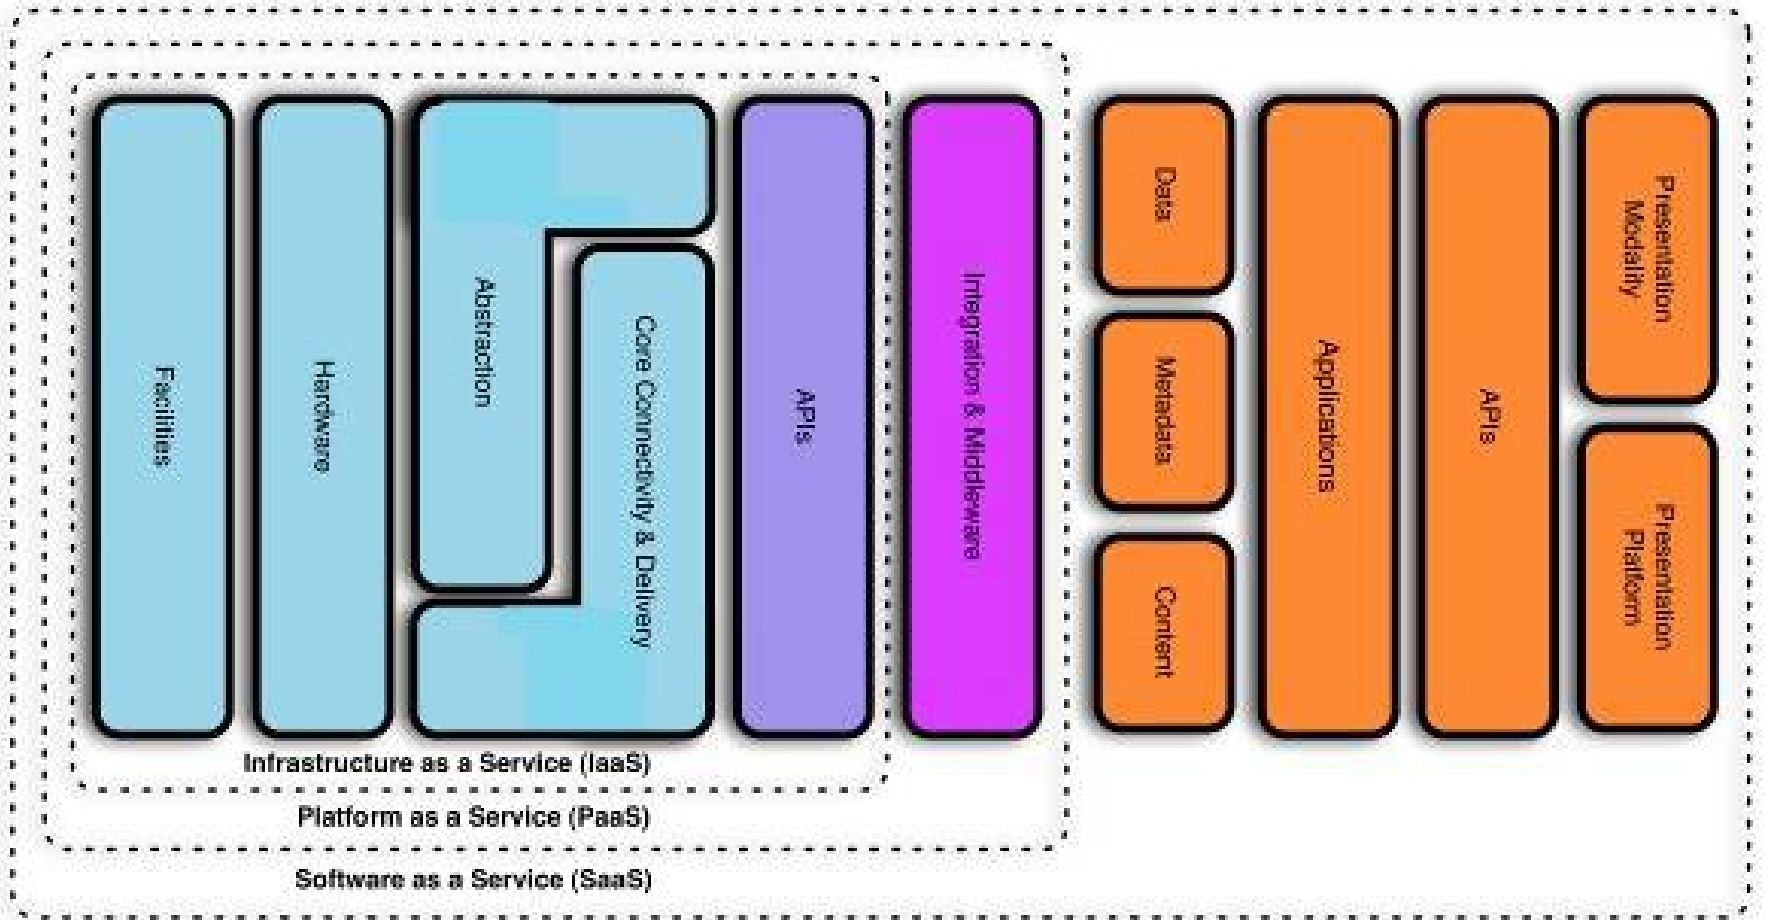 Facilities
Hardware
Abstraction
Core Connectivity & Delivery
APIs
Integration & Middleware
Data
Metadata
Content
Applications
APIs
Presentation
Modality
Presentation
Platform
Infrastructure as a Service (IaaS)
Platform as a Service (PaaS)
Software as a Service (SaaS)